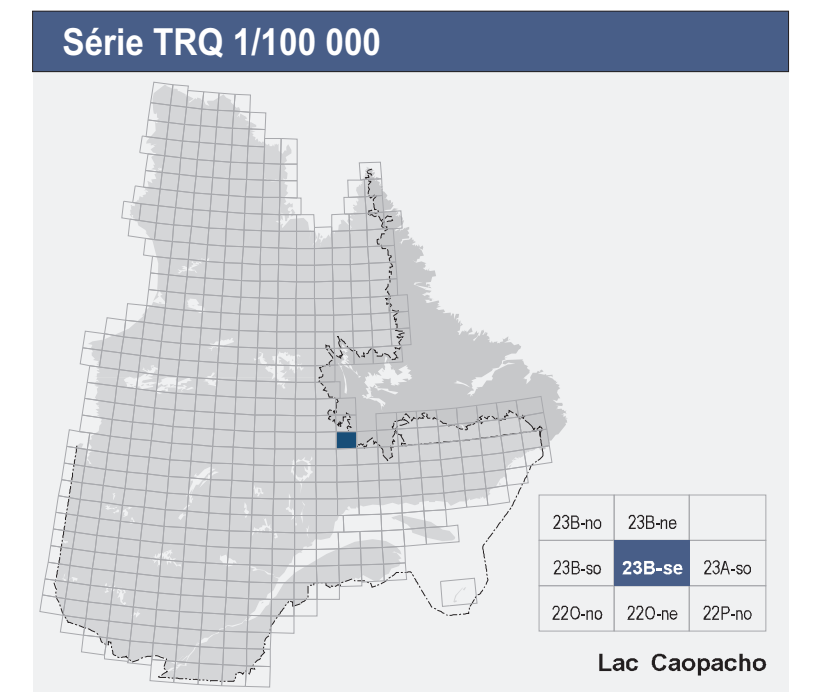 Série TRQ 1/100 000
23B-no 23B-ne
23B-so 23B-se 23A-so
22O-no 22O-ne 22P-no
Lac Caopacho